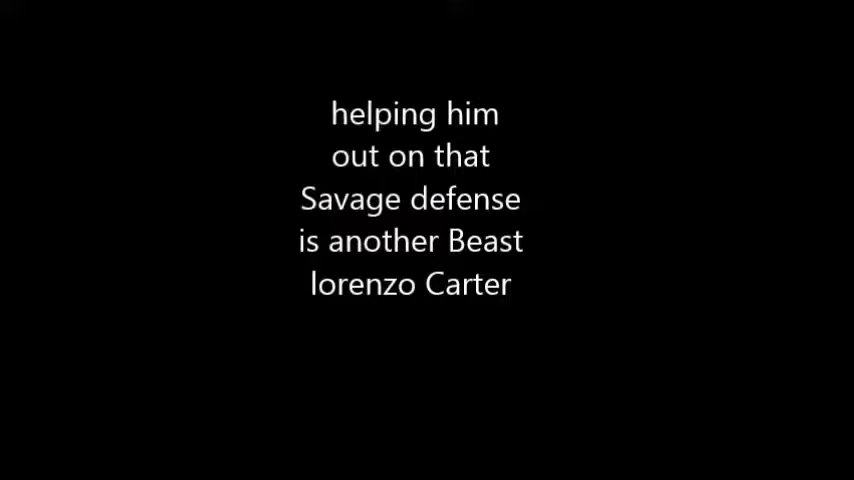 helping him
out on that
Savage defense
is another Beast
lorenzo Carter